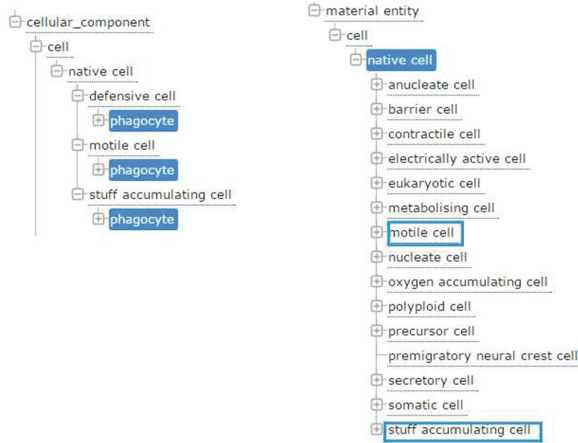 cellular_component
cell
native cell
defensive cell
phagocyte
motile cell
phagocyte
stuff accumulating cell
phagocyte
material entity
cell
native cell
anucleate cell
barrier cell
contractile cell
electrically active cell
eukaryotic cell
metabolising cell
motile cell
nucleate cell
oxygen accumulating cell
polyploid cell
precursor cell
premigratory neural crest cell
secretory cell
somatic cell
stuff accumulating cell